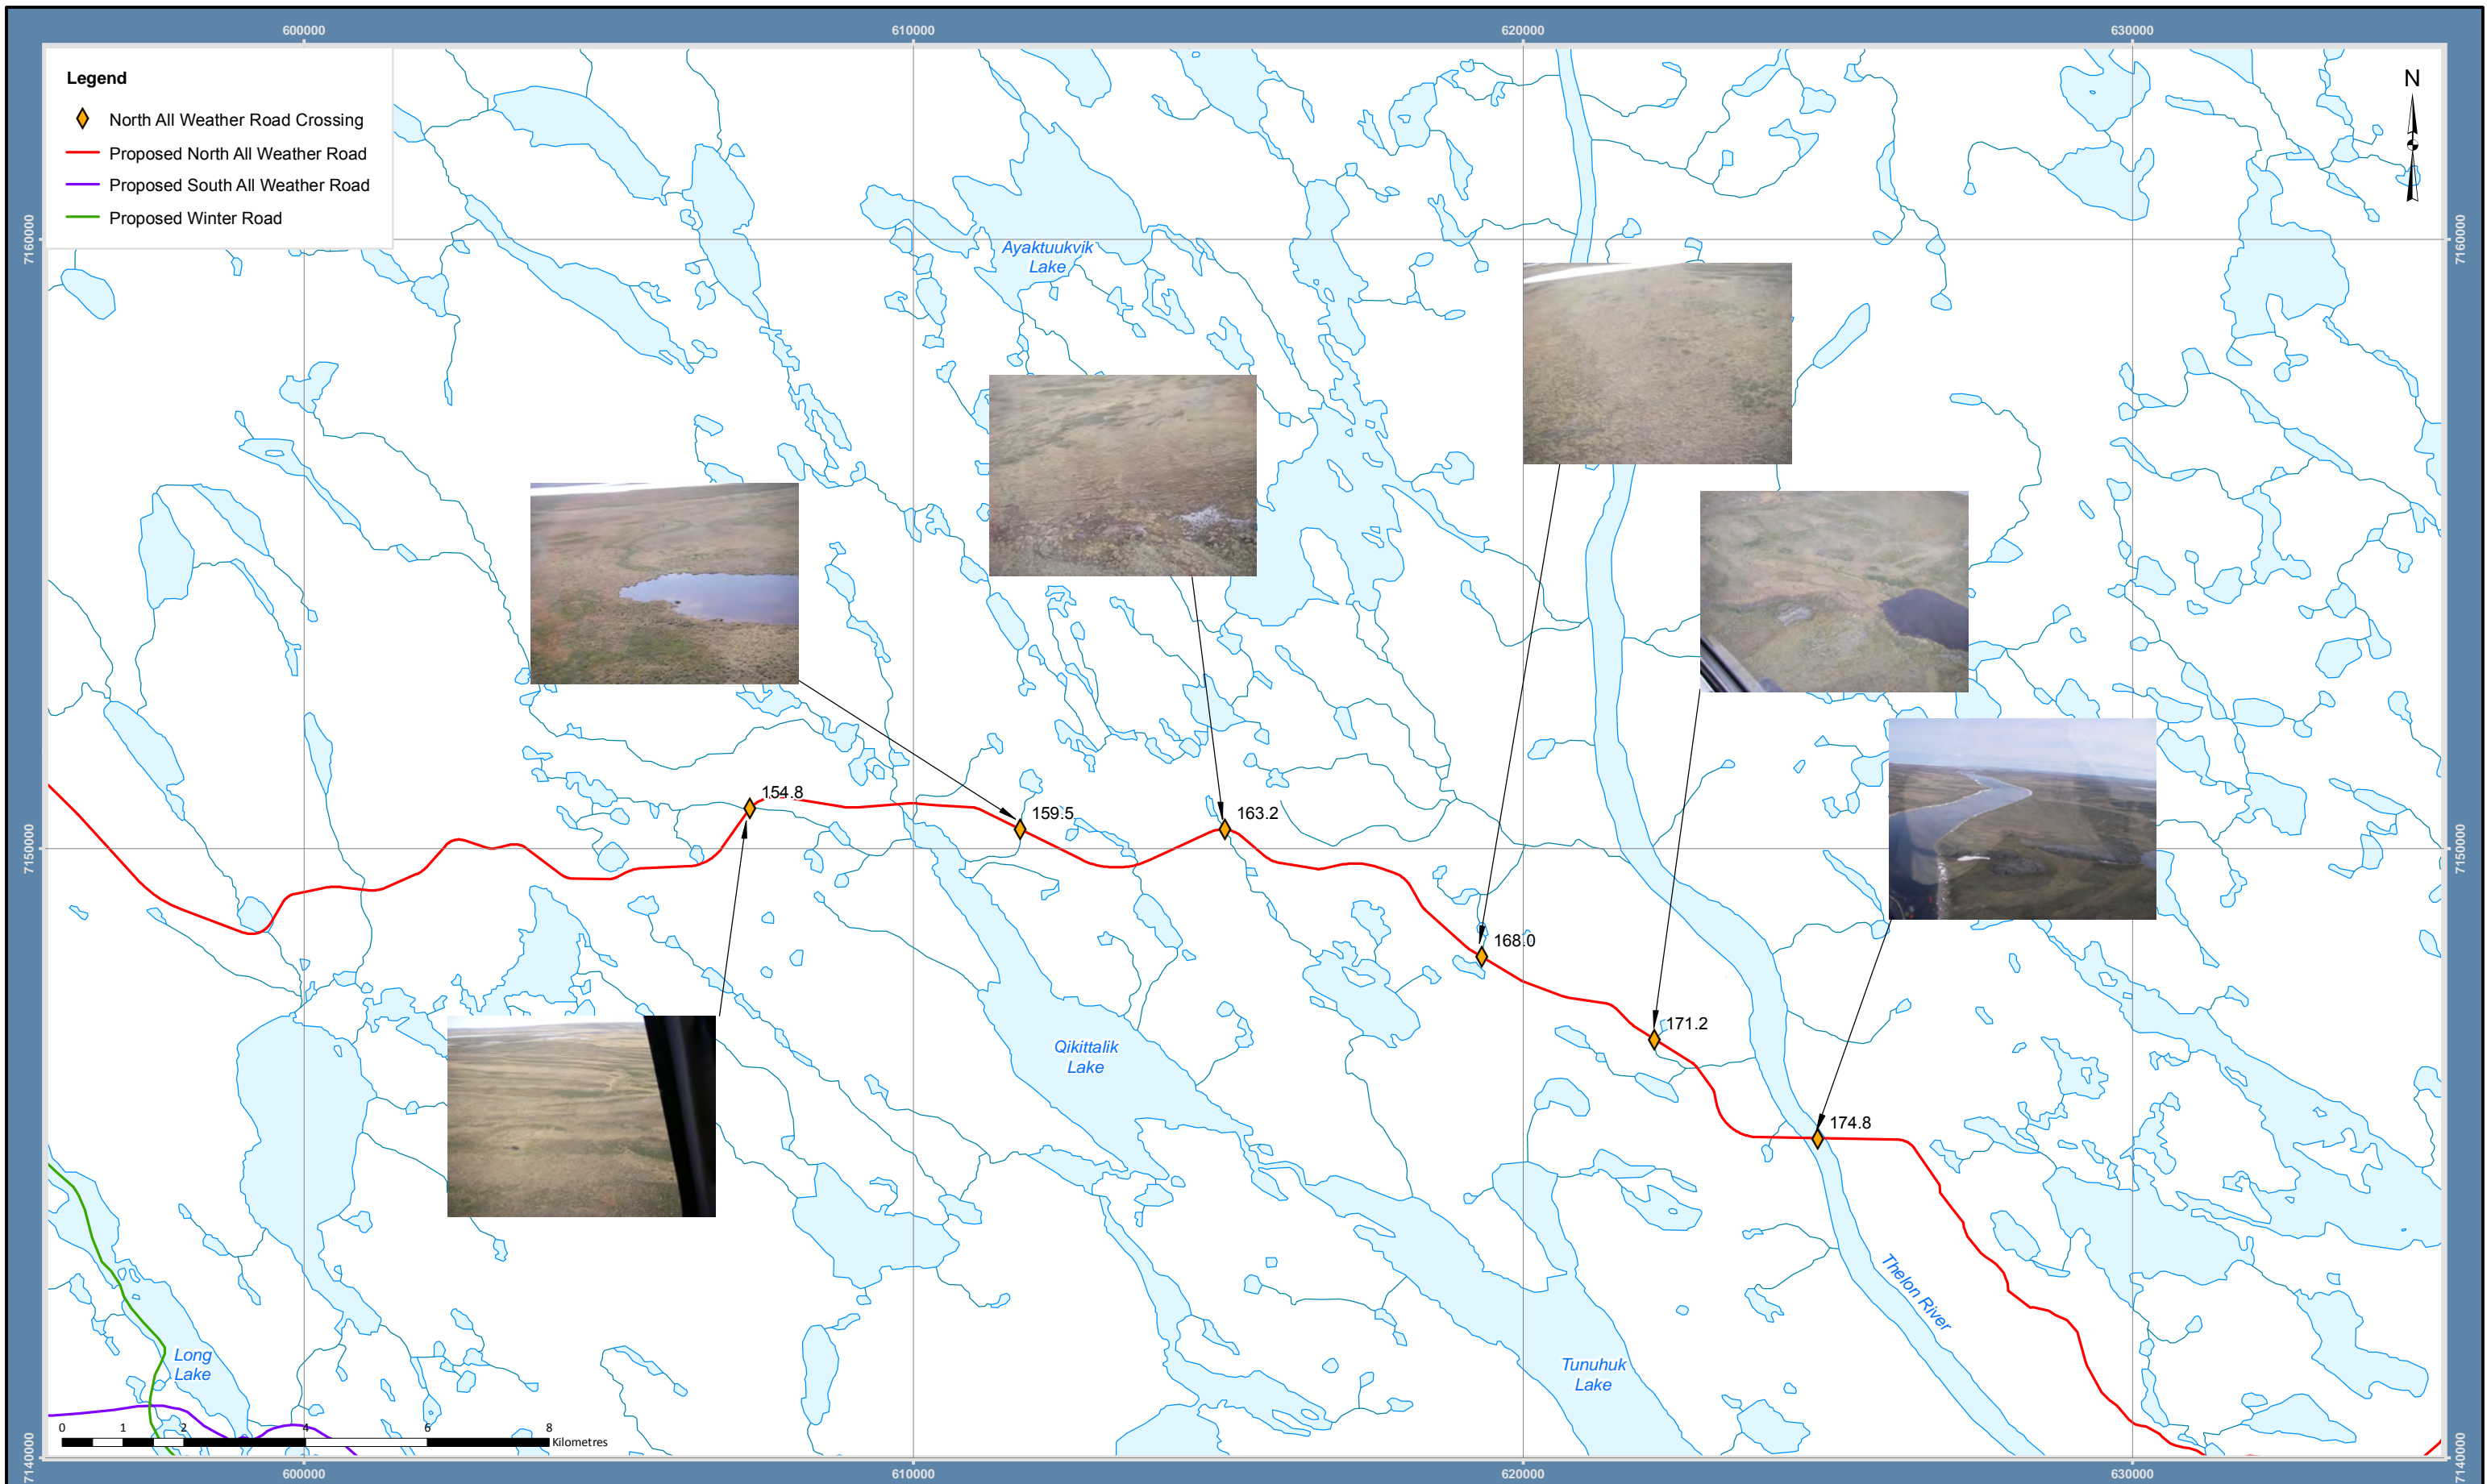 600000
610000
620000
630000
Legend
North All Weather Road Crossing
Proposed North All Weather Road
Proposed South All Weather Road
Proposed Winter Road
N
7160000
7160000
Ayaktuukvik
Lake
154.8
159.5
163.2
7150000
7150000
168.0
171.2
Qikittalik
Lake
174.8
Thelon River
Long
Lake
Tunuhuk
Lake
0
1
2
4
6
8
Kilometres
7140000
7140000
600000
610000
620000
630000